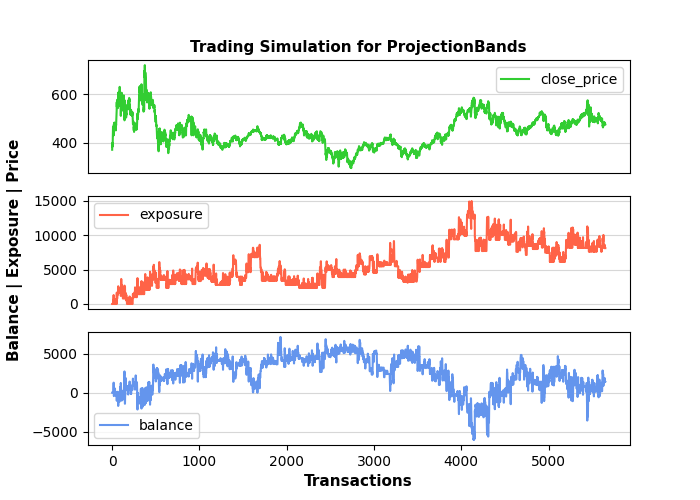 Trading Simulation for ProjectionBands
close_price
600
400
exposure
15000
10000
5000
0
5000
0
−5000
balance
0 1000 2000 3000 4000 5000
Transactions
Balance | Exposure | Price